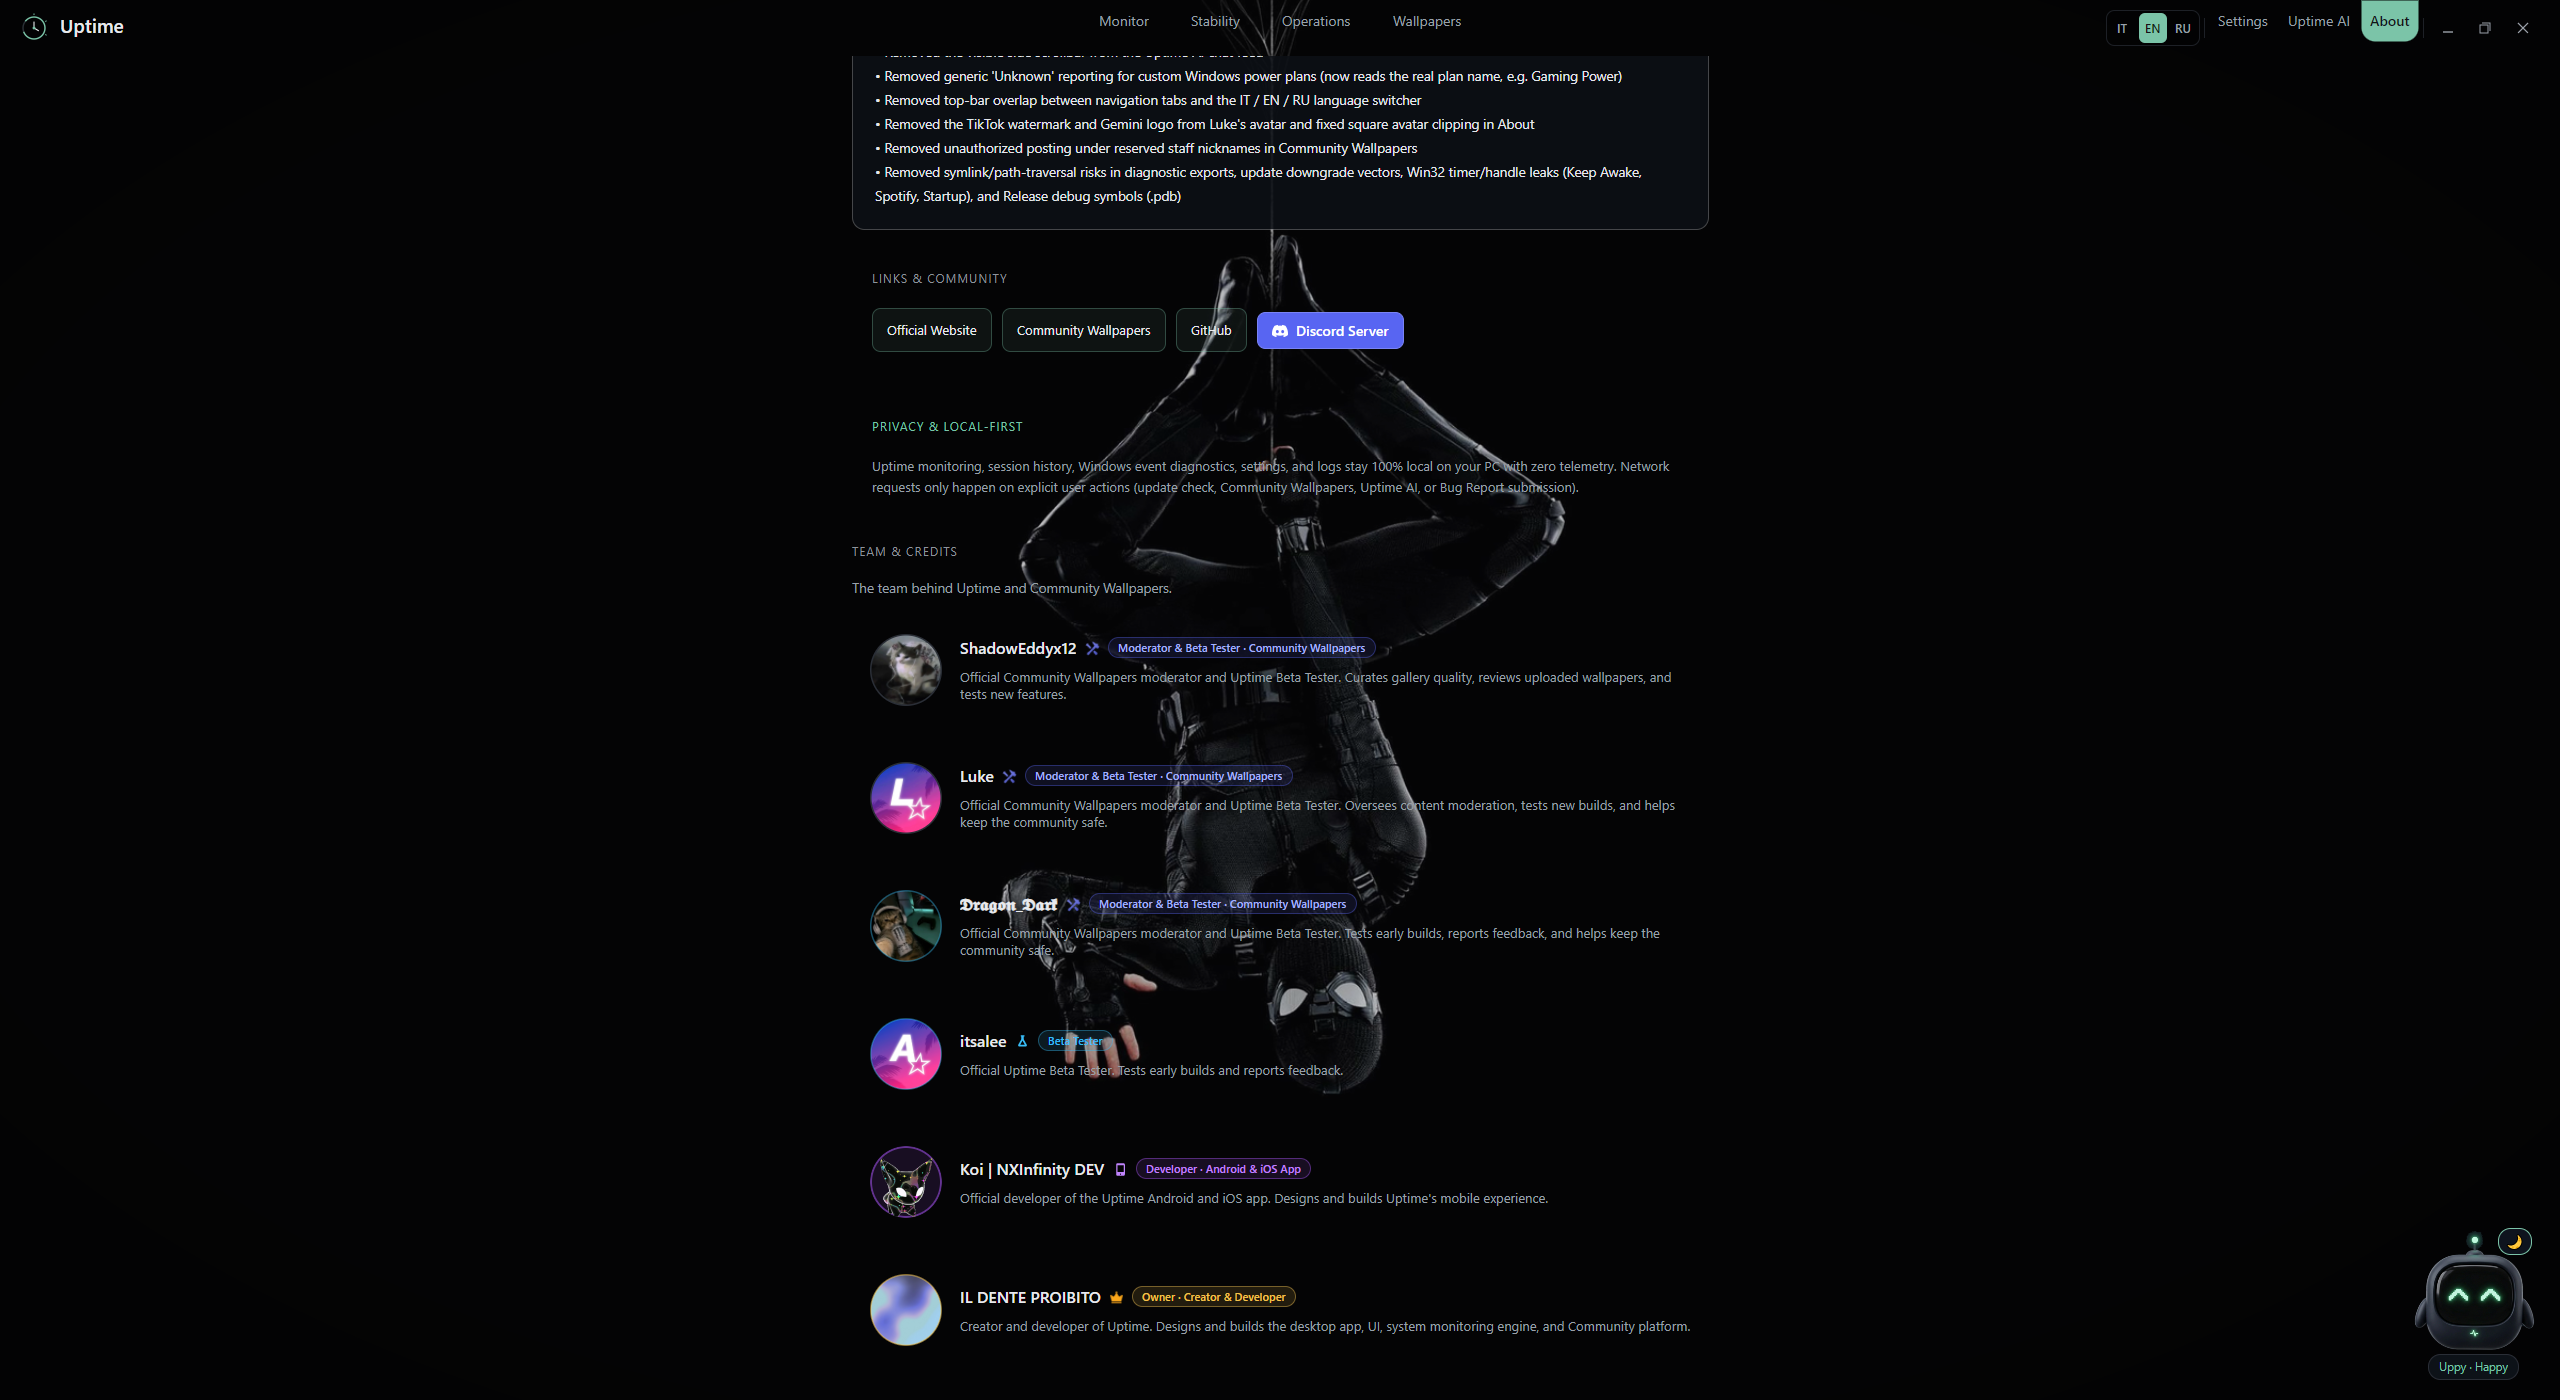 Uptime
Monitor
Stability
Operations
Wallpapers
IT
EN
RU
Settings
Uptime AI
About
• Removed generic 'Unknown' reporting for custom Windows power plans (now reads the real plan name, e.g. Gaming Power)
• Removed top-bar overlap between navigation tabs and the IT / EN / RU language switcher
• Removed the TikTok watermark and Gemini logo from Luke's avatar and fixed square avatar clipping in About
• Removed unauthorized posting under reserved staff nicknames in Community Wallpapers
• Removed symlink/path-traversal risks in diagnostic exports, update downgrade vectors, Win32 timer/handle leaks (Keep Awake,
Spotify, Startup), and Release debug symbols (.pdb)
LINKS & COMMUNITY
Official Website
Community Wallpapers
GitHub
Discord Server
PRIVACY & LOCAL-FIRST
Uptime monitoring, session history, Windows event diagnostics, settings, and logs stay 100% local on your PC with zero telemetry. Network
requests only happen on explicit user actions (update check, Community Wallpapers, Uptime AI, or Bug Report submission).
TEAM & CREDITS
The team behind Uptime and Community Wallpapers.
ShadowEddyx12
Moderator & Beta Tester · Community Wallpapers
Official Community Wallpapers moderator and Uptime Beta Tester. Curates gallery quality, reviews uploaded wallpapers, and
tests new features.
L
Luke
Moderator & Beta Tester · Community Wallpapers
Official Community Wallpapers moderator and Uptime Beta Tester. Oversees content moderation, tests new builds, and helps
keep the community safe.
𝕯𝖗𝖆𝖌𝖔𝖓_𝕯𝖆𝖗𝖐
Moderator & Beta Tester · Community Wallpapers
Official Community Wallpapers moderator and Uptime Beta Tester. Tests early builds, reports feedback, and helps keep the
community safe.
A
itsalee
Beta Tester
Official Uptime Beta Tester. Tests early builds and reports feedback.
Koi | NXInfinity DEV
Developer · Android & iOS App
Official developer of the Uptime Android and iOS app. Designs and builds Uptime's mobile experience.
IL DENTE PROIBITO
Owner · Creator & Developer
Creator and developer of Uptime. Designs and builds the desktop app, UI, system monitoring engine, and Community platform.
Uppy · Happy